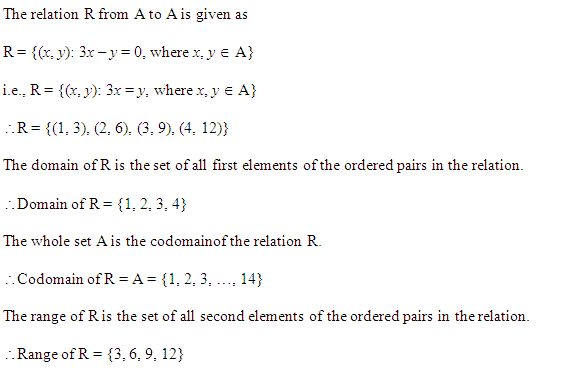 The relation R from A to A is given as
R = {(x, y): 3x – y = 0, where x, y ∈ A}
i.e., R = {(x, y): 3x = y, where x, y ∈ A}
∴R = {(1, 3), (2, 6), (3, 9), (4, 12)}
The domain of R is the set of all first elements of the ordered pairs in the relation.
∴Domain of R = {1, 2, 3, 4}
The whole set A is the codomainof the relation R.
∴Codomain of R = A = {1, 2, 3, …, 14}
The range of R is the set of all second elements of the ordered pairs in the relation.
∴Range of R = {3, 6, 9, 12}